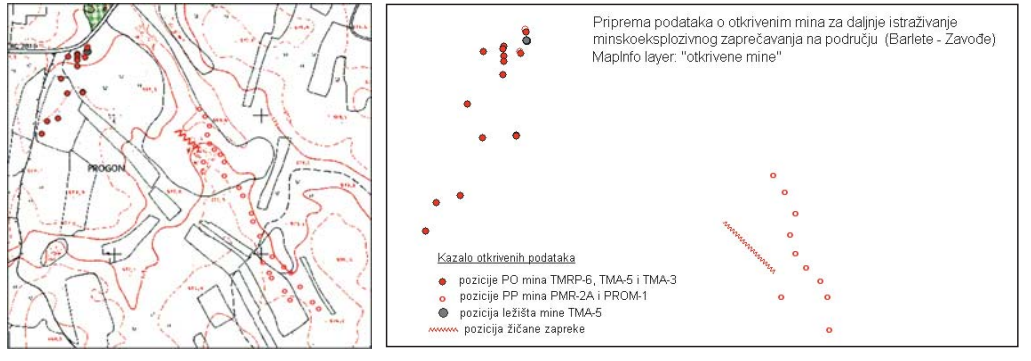 PROGON
Priprema podataka o otkrivenim mina za daljnje istraživanje
minskoeksplozivnog zaprečavanja na području (Barlete - Zavođe)
MapInfo layer: "otkrivene mine"
Kazalo otkrivenih podataka
pozicije PO mina TMRP-6, TMA-5 i TMA-3
pozicije PP mina PMR-2A i PROM-1
pozicija ležišta mine TMA-5
pozicija žičane zapreke